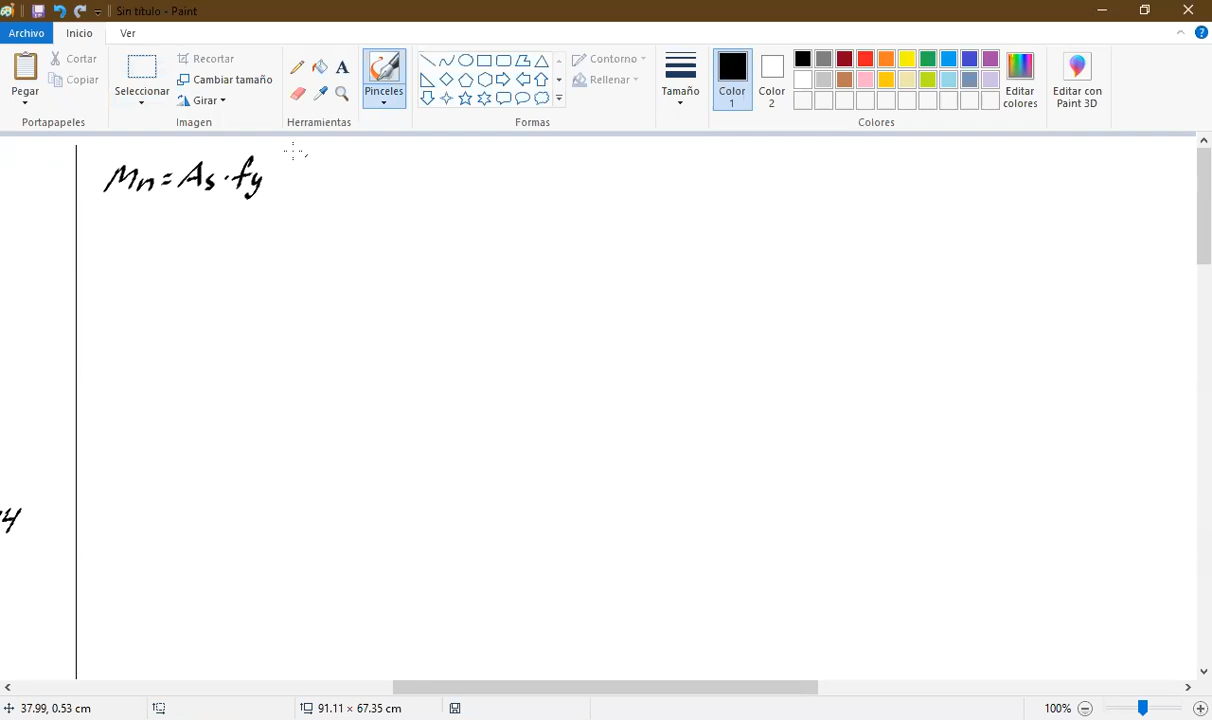 Sin título - Paint
Archivo Inicio Ver
Pegar
Cortar
Copiar
Portapapeles
Seleccionar
Recortar
Cambiar tamaño
Girar
Imagen
A
Herramientas
Pinceles
Contorno
Rellenar
Formas
Tamaño
Color 1
Color 2
Editar colores
Colores
Editar con Paint 3D
Mn = As · fy
4
37.99, 0.53 cm
91.11 × 67.35 cm
100%